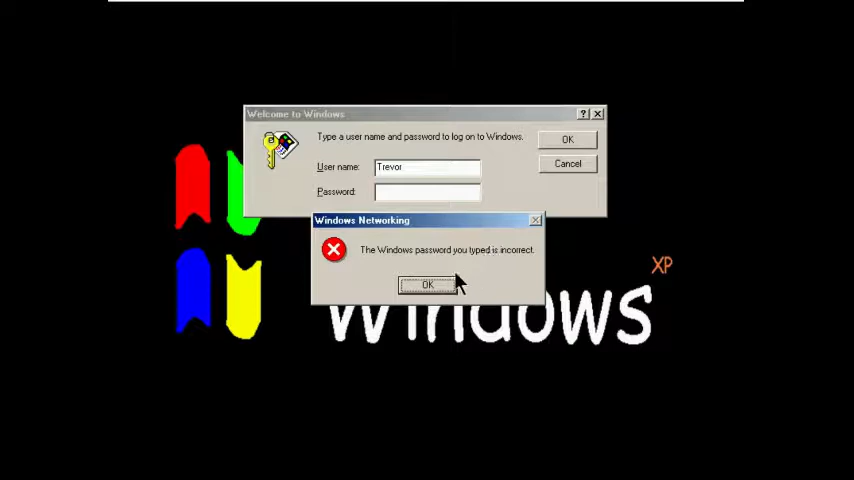 Welcome to Windows
Type a user name and password to log on to Windows.
OK
User name: Trevor
Cancel
Password:
Windows Networking
The Windows password you typed is incorrect.
OK
XP
Windows